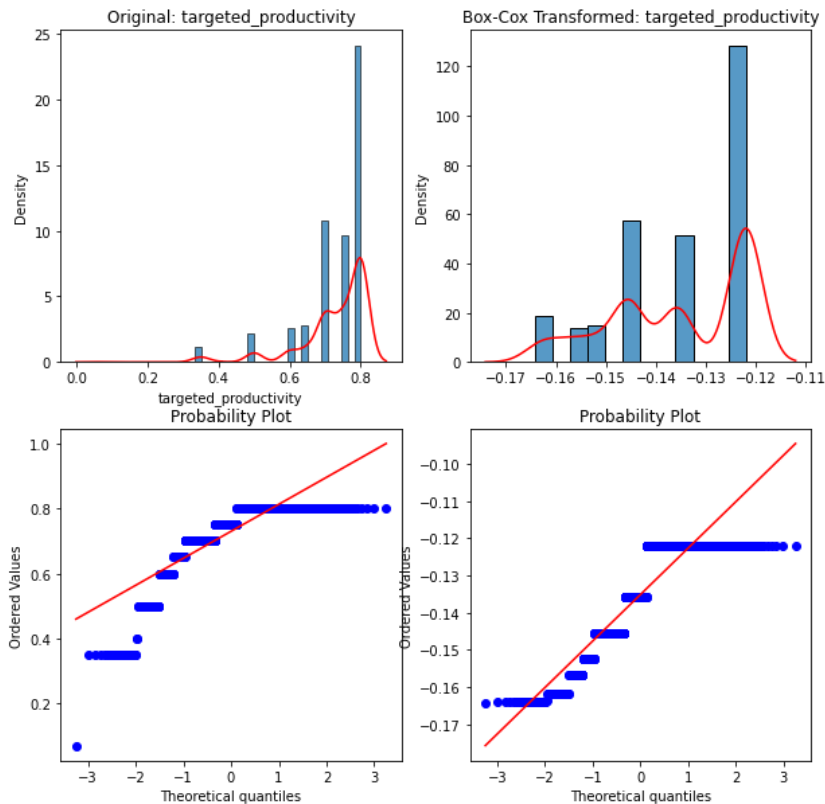 Original: targeted_productivity
25
20
15
10
5
0
Density
0.0 0.2 0.4 0.6 0.8
targeted_productivity
Box-Cox Transformed: targeted_productivity
120
100
80
60
40
20
0
Density
−0.17 −0.16 −0.15 −0.14 −0.13 −0.12 −0.11
Probability Plot
1.0
0.8
0.6
0.4
0.2
Ordered Values
−3 −2 −1 0 1 2 3
Theoretical quantiles
Probability Plot
−0.10
−0.11
−0.12
−0.13
−0.14
−0.15
−0.16
−0.17
Ordered Values
−3 −2 −1 0 1 2 3
Theoretical quantiles